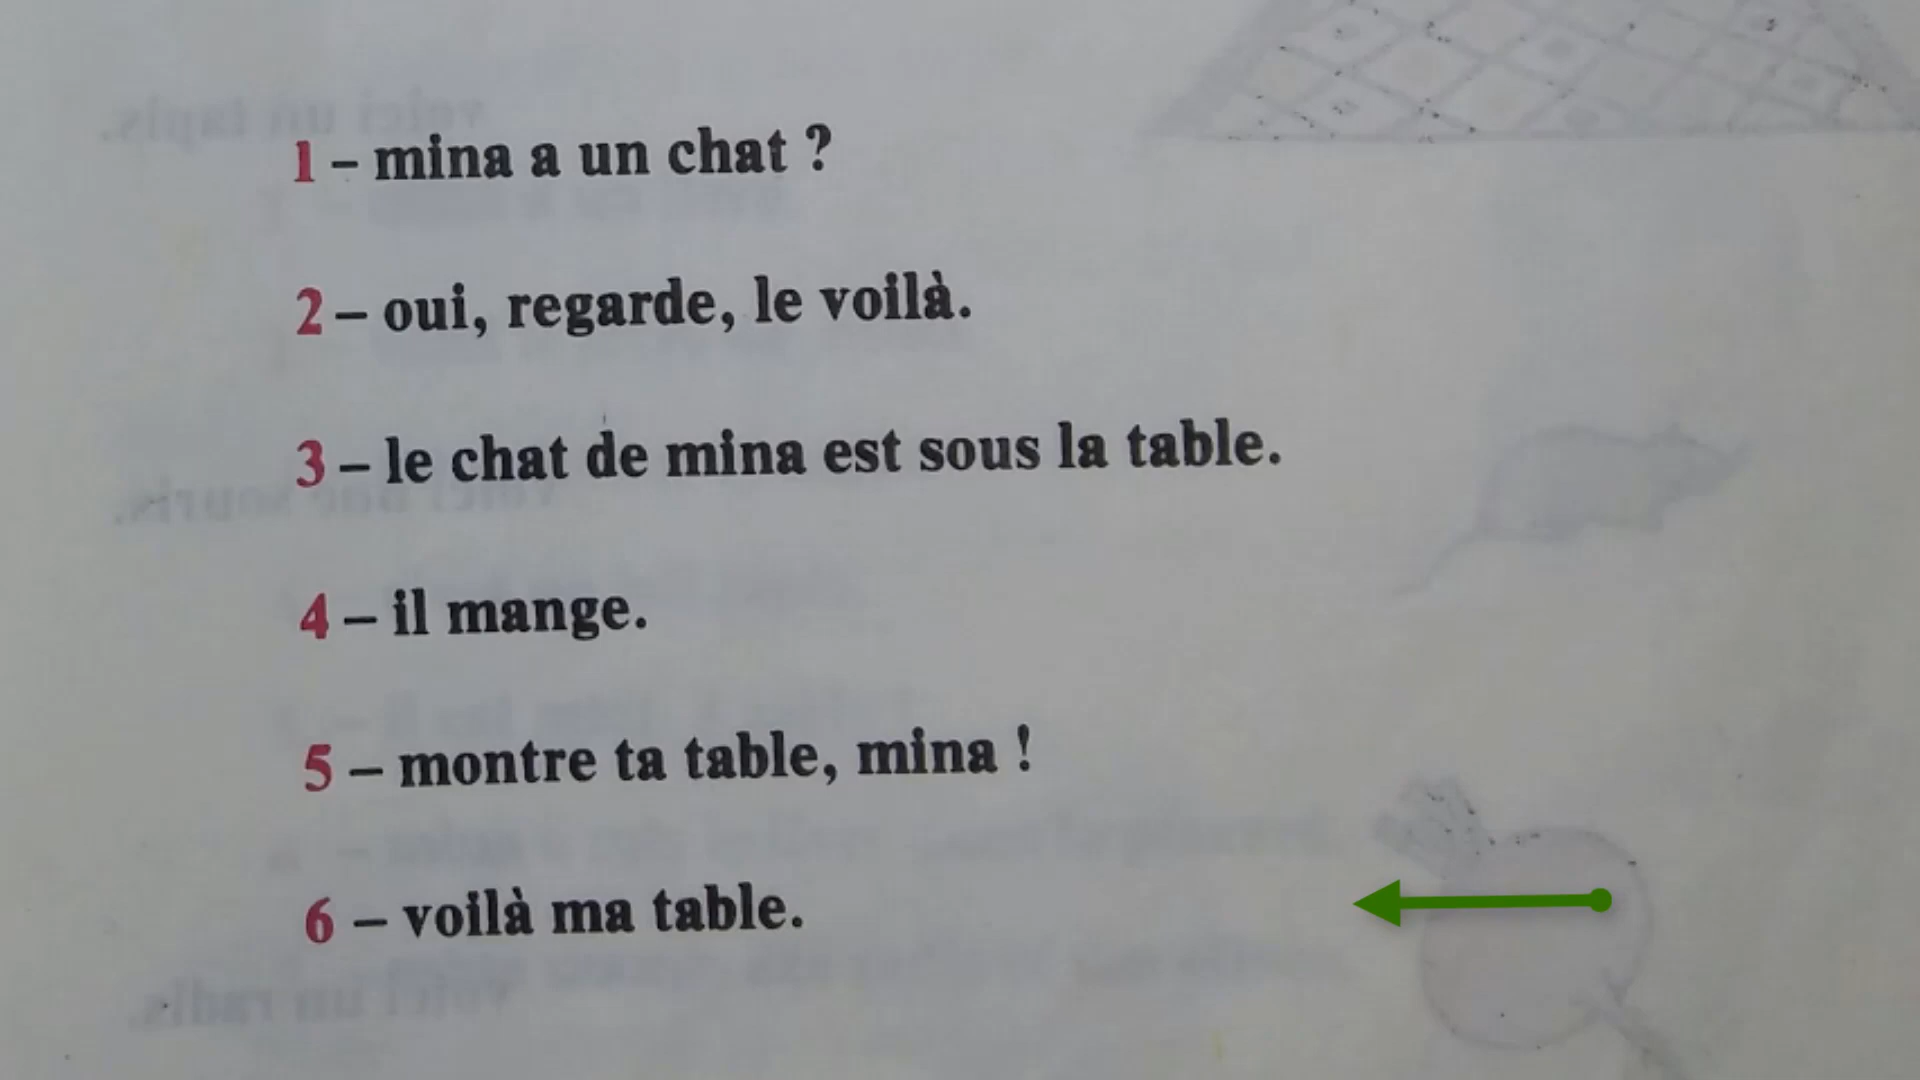 1 – mina a un chat ?
2 – oui, regarde, le voilà.
3 – le chat de mina est sous la table.
4 – il mange.
5 – montre ta table, mina !
6 – voilà ma table.